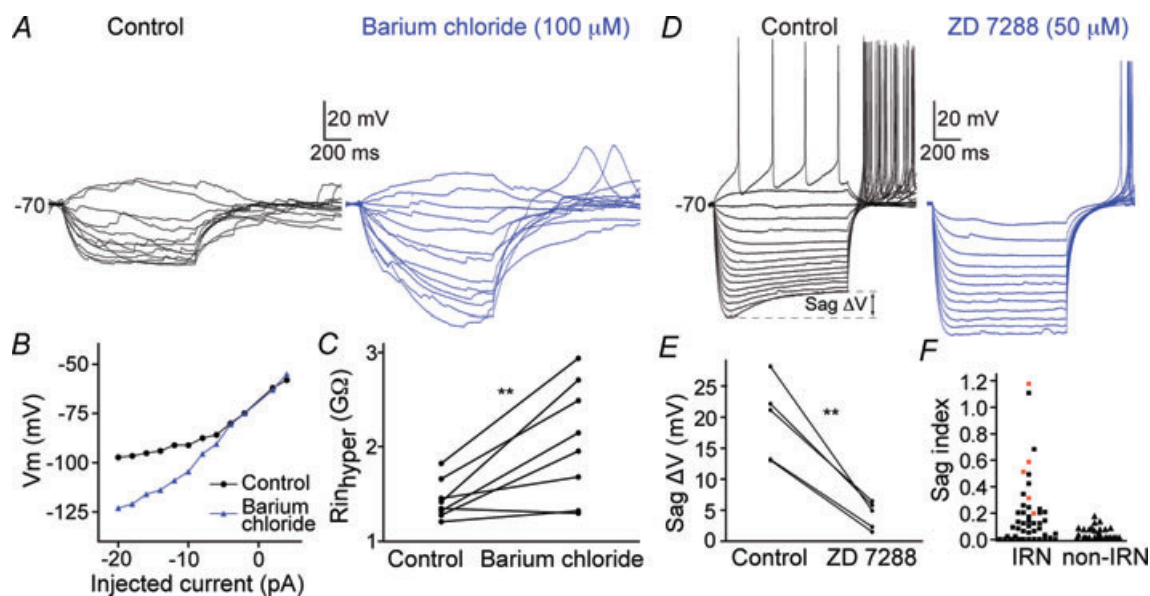 A Control Barium chloride (100 µM)
20 mV
200 ms
-70
D Control ZD 7288 (50 µM)
20 mV
200 ms
-70
Sag ΔV
B
Vm (mV)
-50
-75
-100
-125
-20 -10 0
Injected current (pA)
Control
Barium
chloride
C
Rin hyper (GΩ)
3
2
1
**
Control Barium chloride
E
Sag ΔV (mV)
25
20
15
10
5
0
**
Control ZD 7288
F
Sag index
1.2
1.0
0.8
0.6
0.4
0.2
0.0
IRN non-IRN